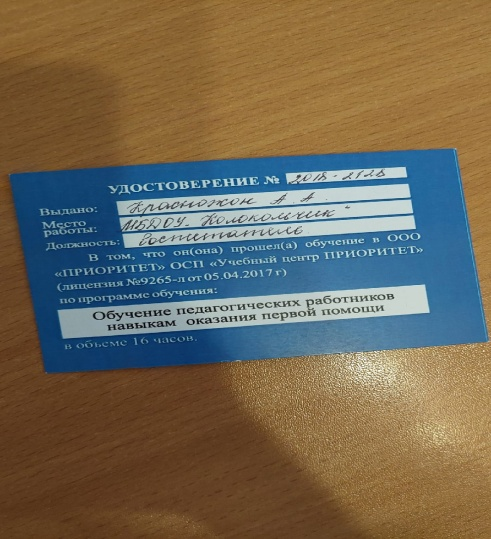 УДОСТОВЕРЕНИЕ № 2018-2128
Выдано: Красножон А. А.
Место работы: МБДОУ „Колокольчик"
Должность: Воспитатель
В том, что он(она) прошел(а) обучение в ООО
«ПРИОРИТЕТ» ОСП «Учебный центр ПРИОРИТЕТ»
(лицензия №9265-л от 05.04.2017 г)
по программе обучения:
Обучение педагогических работников
навыкам оказания первой помощи
в объеме 16 часов.